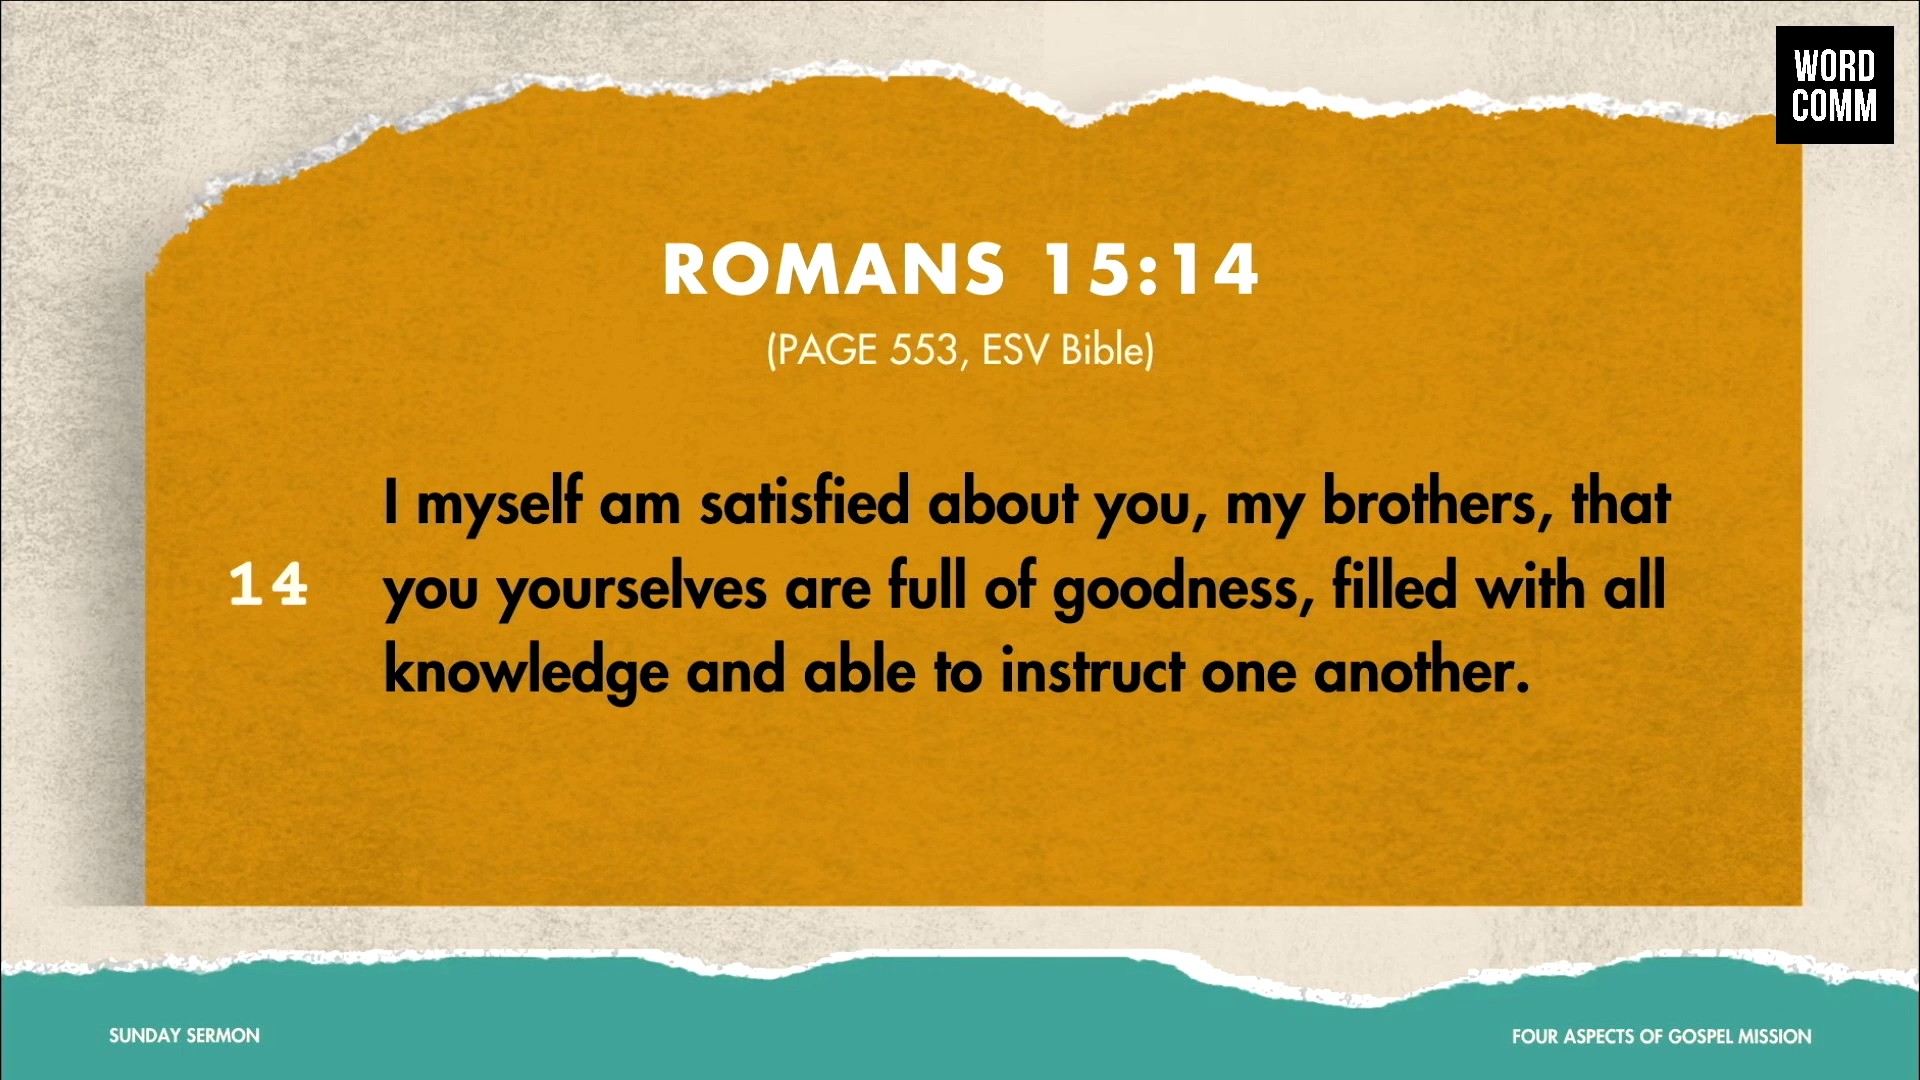 WORD
COMM
ROMANS 15:14
(PAGE 553, ESV Bible)
I myself am satisfied about you, my brothers, that
14 you yourselves are full of goodness, filled with all
knowledge and able to instruct one another.
SUNDAY SERMON
FOUR ASPECTS OF GOSPEL MISSION